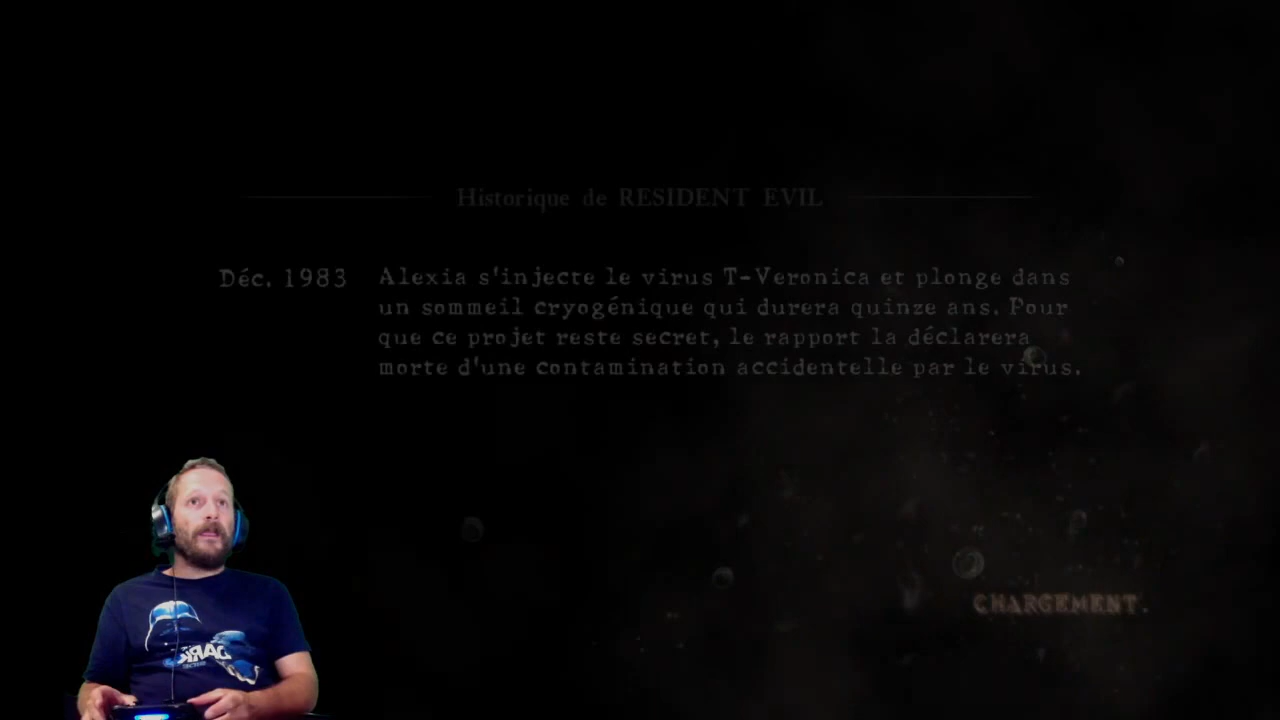 Historique de RESIDENT EVIL
Déc. 1983 Alexia s'injecte le virus T-Veronica et plonge dans
un sommeil cryogénique qui durera quinze ans. Pour
que ce projet reste secret, le rapport la déclarera
morte d'une contamination accidentelle par le virus.
CHARGEMENT.
DARK